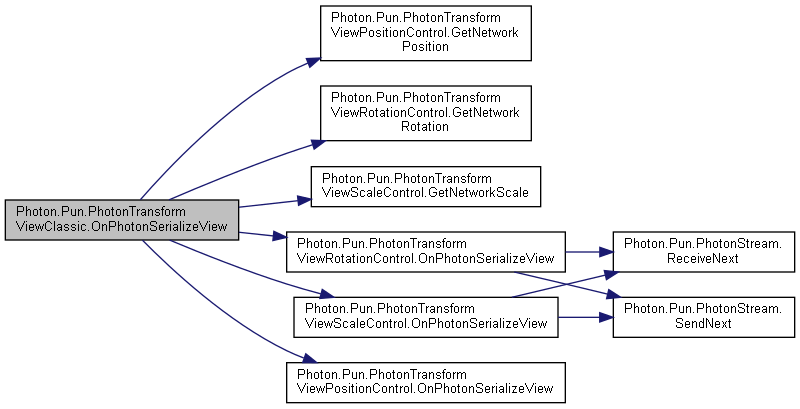 Photon.Pun.PhotonTransform
ViewPositionControl.GetNetwork
Position
Photon.Pun.PhotonTransform
ViewRotationControl.GetNetwork
Rotation
Photon.Pun.PhotonTransform
ViewScaleControl.GetNetworkScale
Photon.Pun.PhotonTransform
ViewClassic.OnPhotonSerializeView
Photon.Pun.PhotonTransform
ViewRotationControl.OnPhotonSerializeView
Photon.Pun.PhotonStream.
ReceiveNext
Photon.Pun.PhotonTransform
ViewScaleControl.OnPhotonSerializeView
Photon.Pun.PhotonStream.
SendNext
Photon.Pun.PhotonTransform
ViewPositionControl.OnPhotonSerializeView